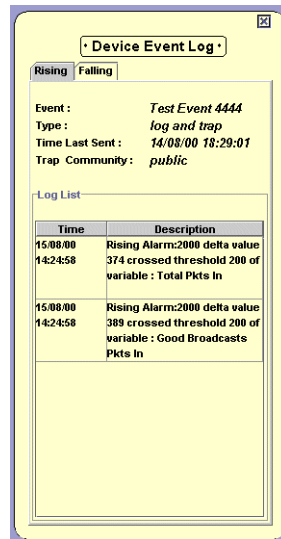 • Device Event Log •
Rising Falling
Event : Test Event 4444
Type : log and trap
Time Last Sent : 14/08/00 18:29:01
Trap Community : public
Log List
Time Description
15/08/00 Rising Alarm:2000 delta value
14:24:58 374 crossed threshold 200 of
variable : Total Pkts In
15/08/00 Rising Alarm:2000 delta value
14:24:58 389 crossed threshold 200 of
variable : Good Broadcasts
Pkts In